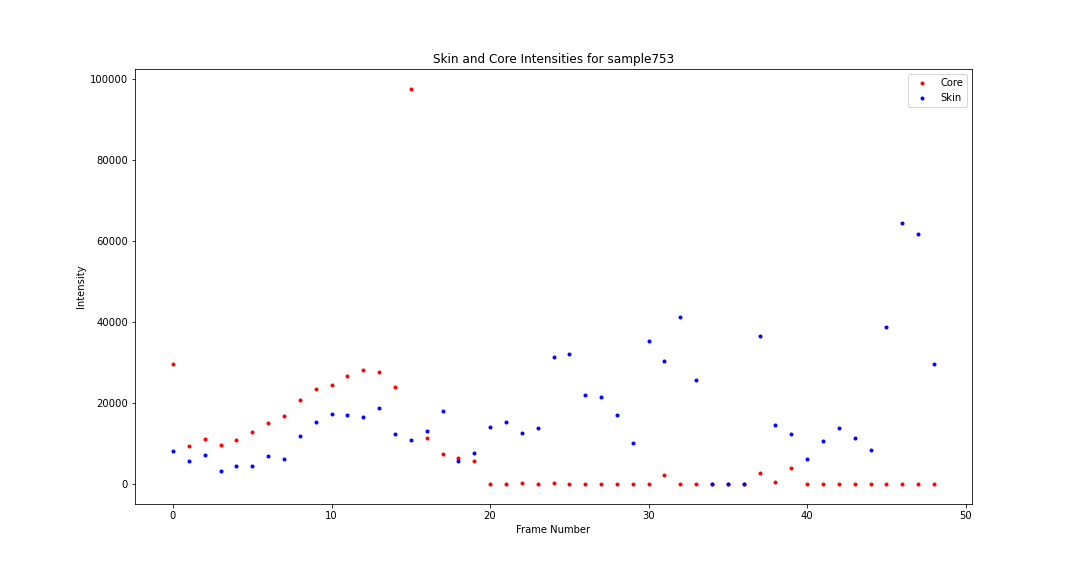 Skin and Core Intensities for sample753
Core
Skin
100000
80000
60000
40000
20000
0
Intensity
0 10 20 30 40 50
Frame Number